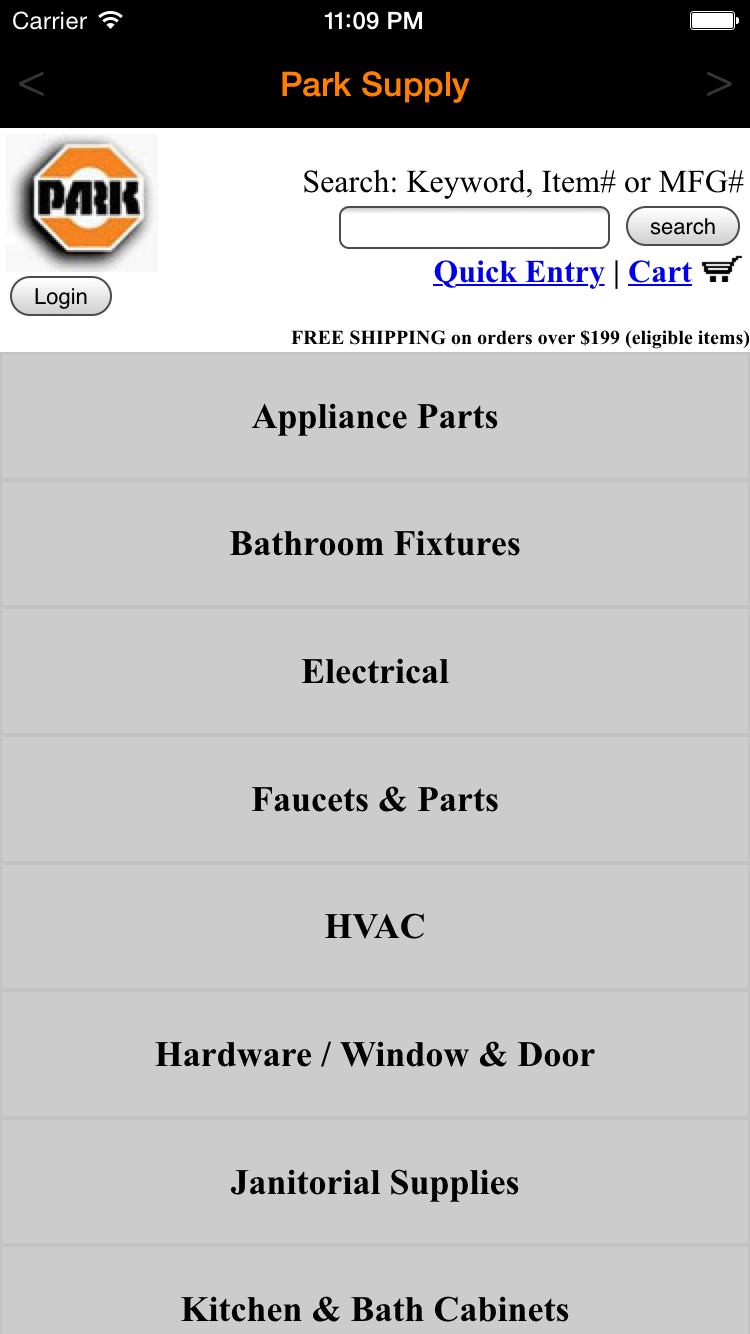 Carrier 11:09 PM
< Park Supply >
PARK
Search: Keyword, Item# or MFG#
search
Quick Entry | Cart
Login
FREE SHIPPING on orders over $199 (eligible items)
Appliance Parts
Bathroom Fixtures
Electrical
Faucets & Parts
HVAC
Hardware / Window & Door
Janitorial Supplies
Kitchen & Bath Cabinets